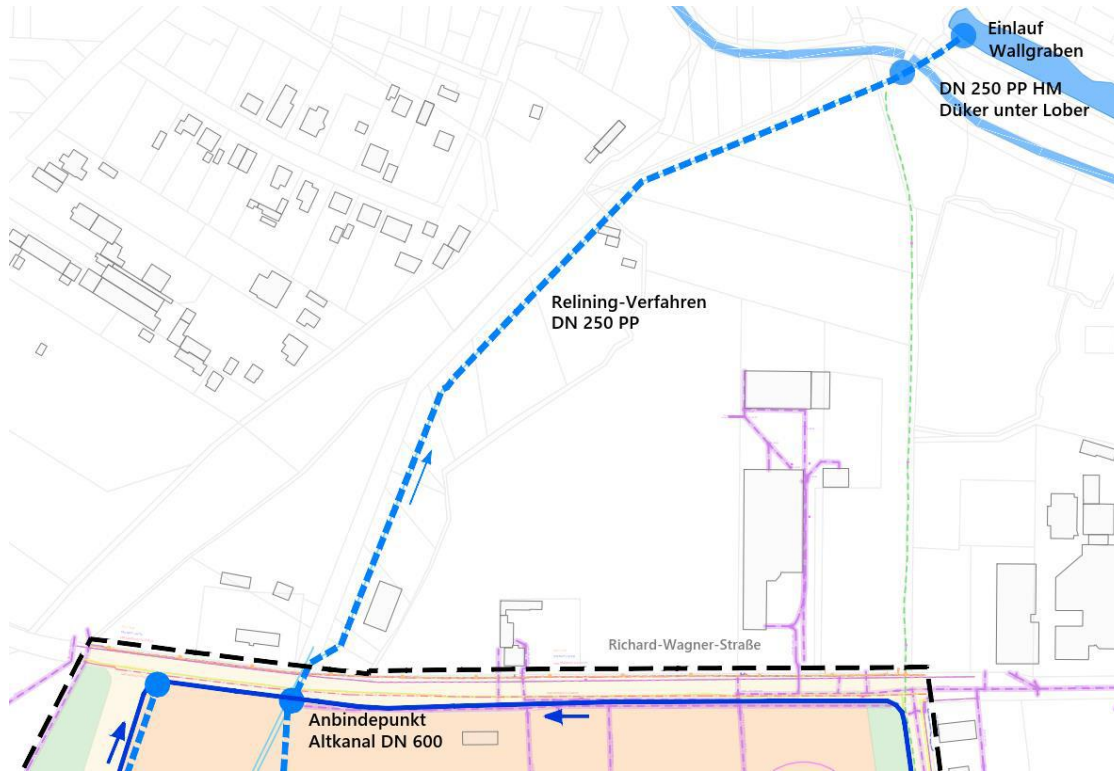 Einlauf
Wallgraben
DN 250 PP HM
Düker unter Lober
Relining-Verfahren
DN 250 PP
Richard-Wagner-Straße
Anbindepunkt
Altkanal DN 600